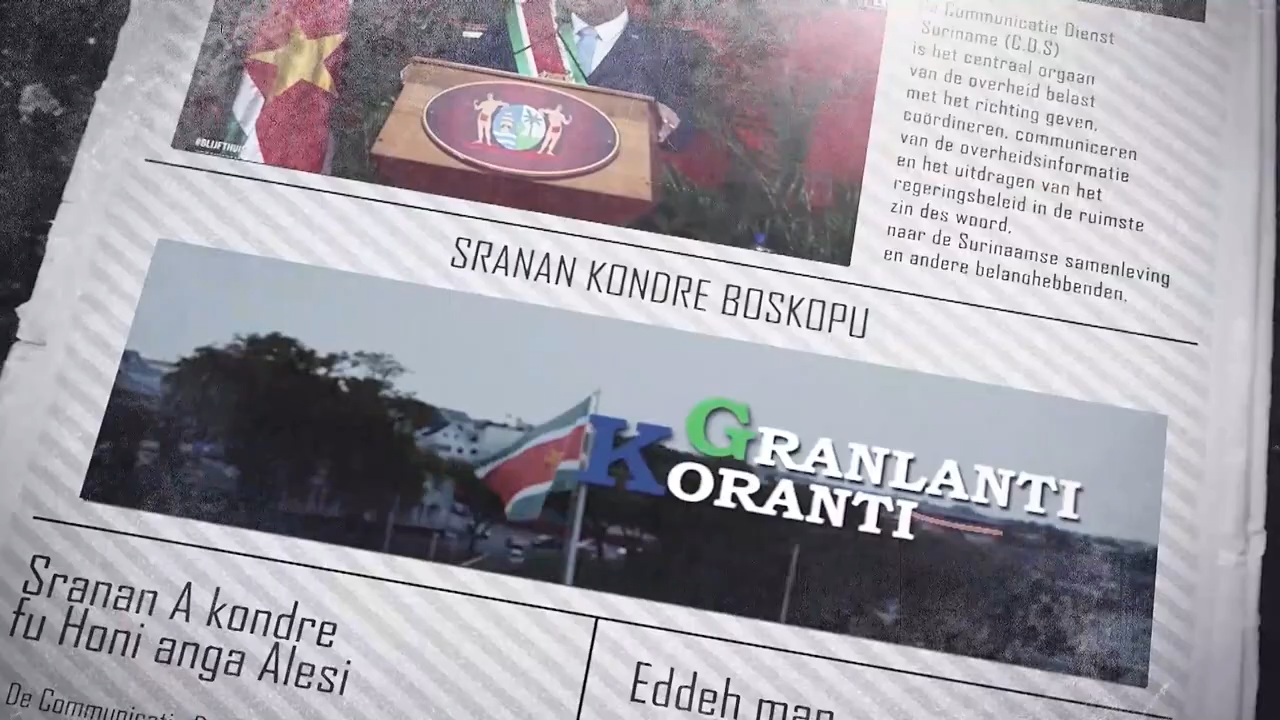 Communicatie Dienst
Suriname (C.D.S)
is het centraal orgaan
van de overheid belast
met het richting geven,
coördineren, communiceren
van de overheidsinformatie
en het uitdragen van het
regeringsbeleid in de ruimste
zin des woord,
naar de Surinaamse samenleving
en andere belanghebbenden.
SRANAN KONDRE BOSKOPU
GRANLANTI
KORANTI
Sranan A kondre
fu Honi anga Alesi
Eddeh man
De